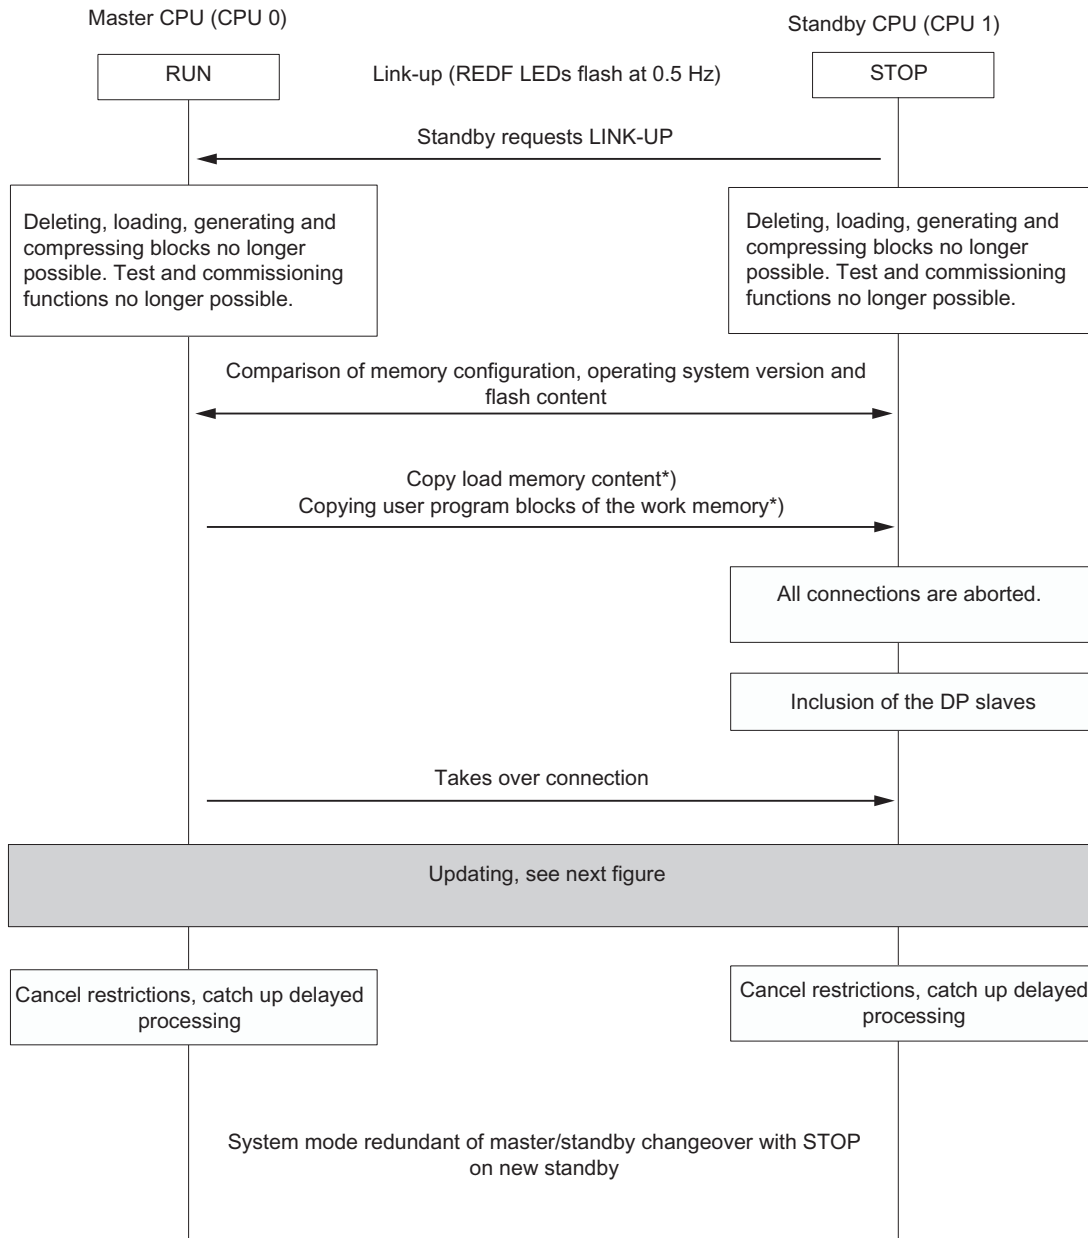 Master CPU (CPU 0)
Standby CPU (CPU 1)
RUN
Link-up (REDF LEDs flash at 0.5 Hz)
STOP
Standby requests LINK-UP
Deleting, loading, generating and
compressing blocks no longer
possible. Test and commissioning
functions no longer possible.
Deleting, loading, generating and
compressing blocks no longer
possible. Test and commissioning
functions no longer possible.
Comparison of memory configuration, operating system version and
flash content
Copy load memory content*)
Copying user program blocks of the work memory*)
All connections are aborted.
Inclusion of the DP slaves
Takes over connection
Updating, see next figure
Cancel restrictions, catch up delayed
processing
Cancel restrictions, catch up delayed
processing
System mode redundant of master/standby changeover with STOP
on new standby